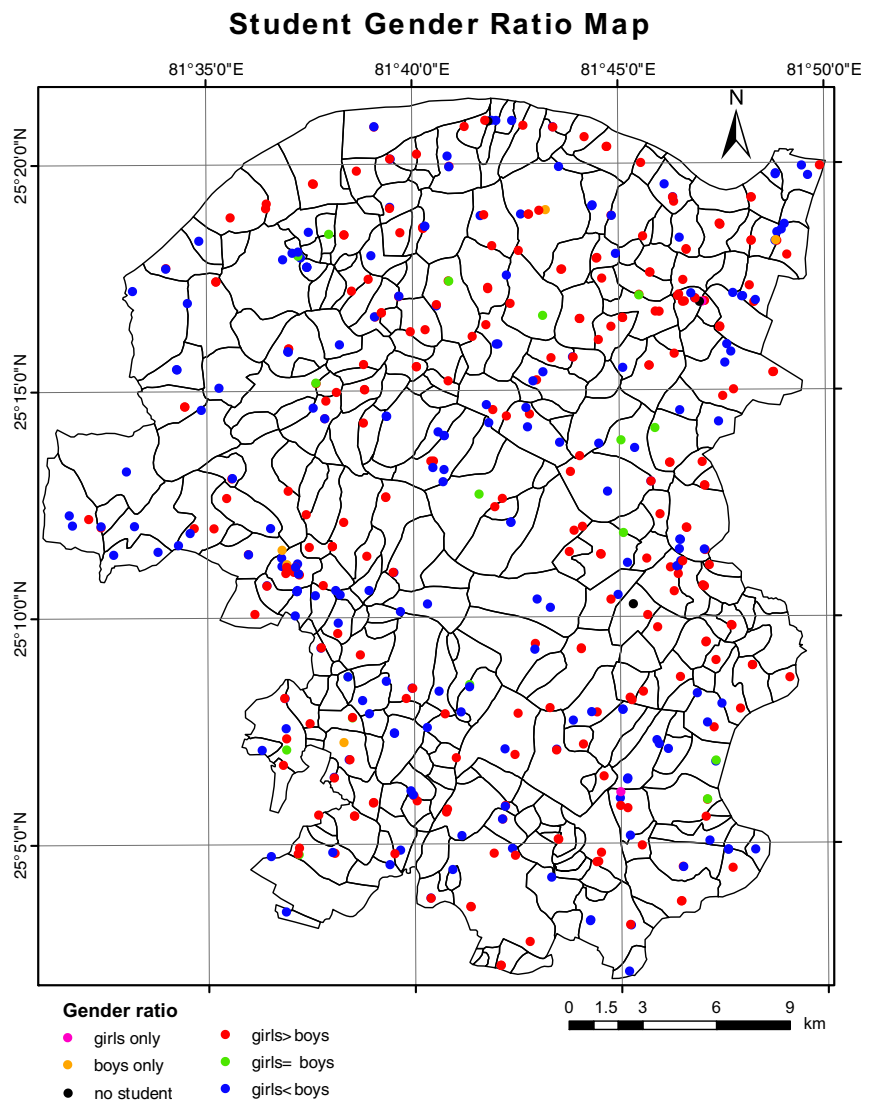 Student Gender Ratio Map
81°35'0"E 81°40'0"E 81°45'0"E 81°50'0"E
N
25°20'0"N
25°15'0"N
25°10'0"N
25°5'0"N
Gender ratio
girls only
boys only
no student
girls> boys
girls= boys
girls< boys
0 1.5 3 6 9
km